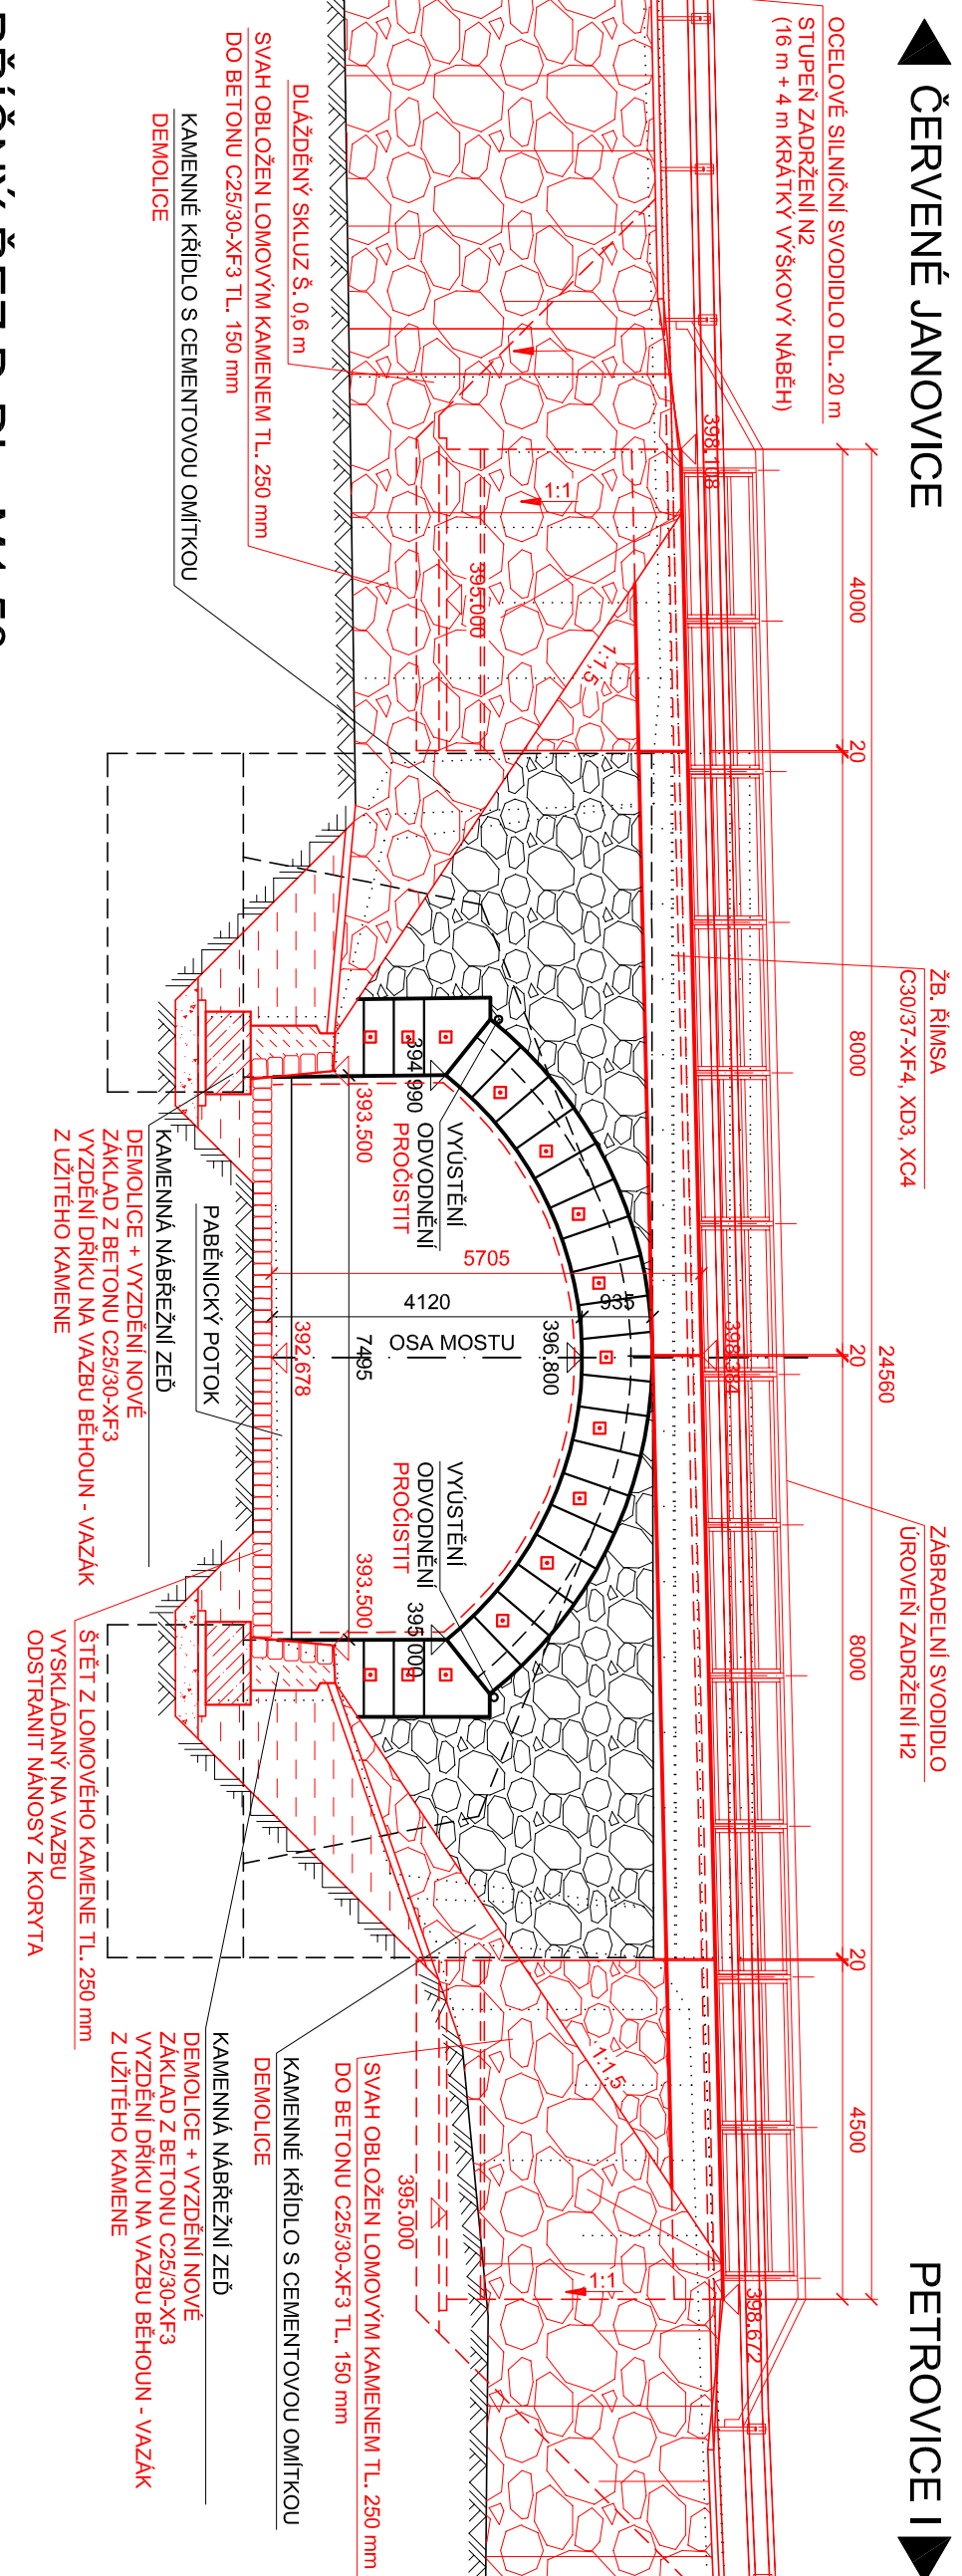 ČERVENÉ JANOVICE
PETROVICE I
OCELOVÉ SILNIČNÍ SVODIDLO DL. 20 m
STUPEŇ ZADRŽENÍ N2
(16 m + 4 m KRÁTKÝ VÝŠKOVÝ NÁBĚH)
ŽB. ŘÍMSA
C30/37-XF4, XD3, XC4
ZÁBRADELNÍ SVODIDLO
ÚROVEŇ ZADRŽENÍ H2
24560
4000
20
8000
20
8000
20
4500
398.108
398.384
398.672
1:1
1:1,5
1:1,5
1:1
395.000
5705
4120
935
OSA MOSTU
396.800
7495
392.678
394.990
393.500
VYÚSTĚNÍ
ODVODNĚNÍ
PROČISTIT
VYÚSTĚNÍ
ODVODNĚNÍ
PROČISTIT
395.000
393.500
395.000
DLÁŽDĚNÝ SKLUZ Š. 0,6 m
SVAH OBLOŽEN LOMOVÝM KAMENEM TL. 250 mm
DO BETONU C25/30-XF3 TL. 150 mm
KAMENNÉ KŘÍDLO S CEMENTOVOU OMÍTKOU
DEMOLICE
PABĚNICKÝ POTOK
KAMENNÁ NÁBŘEŽNÍ ZEĎ
DEMOLICE + VYZDĚNÍ NOVÉ
ZÁKLAD Z BETONU C25/30-XF3
VYZDĚNÍ DŘÍKU NA VAZBU BĚHOUN - VAZÁK
Z UŽITÉHO KAMENE
ŠTĚT Z LOMOVÉHO KAMENE TL. 250 mm
VYSKLÁDANÝ NA VAZBU
ODSTRANIT NÁNOSY Z KORYTA
SVAH OBLOŽEN LOMOVÝM KAMENEM TL. 250 mm
DO BETONU C25/30-XF3 TL. 150 mm
KAMENNÉ KŘÍDLO S CEMENTOVOU OMÍTKOU
DEMOLICE
KAMENNÁ NÁBŘEŽNÍ ZEĎ
DEMOLICE + VYZDĚNÍ NOVÉ
ZÁKLAD Z BETONU C25/30-XF3
VYZDĚNÍ DŘÍKU NA VAZBU BĚHOUN - VAZÁK
Z UŽITÉHO KAMENE